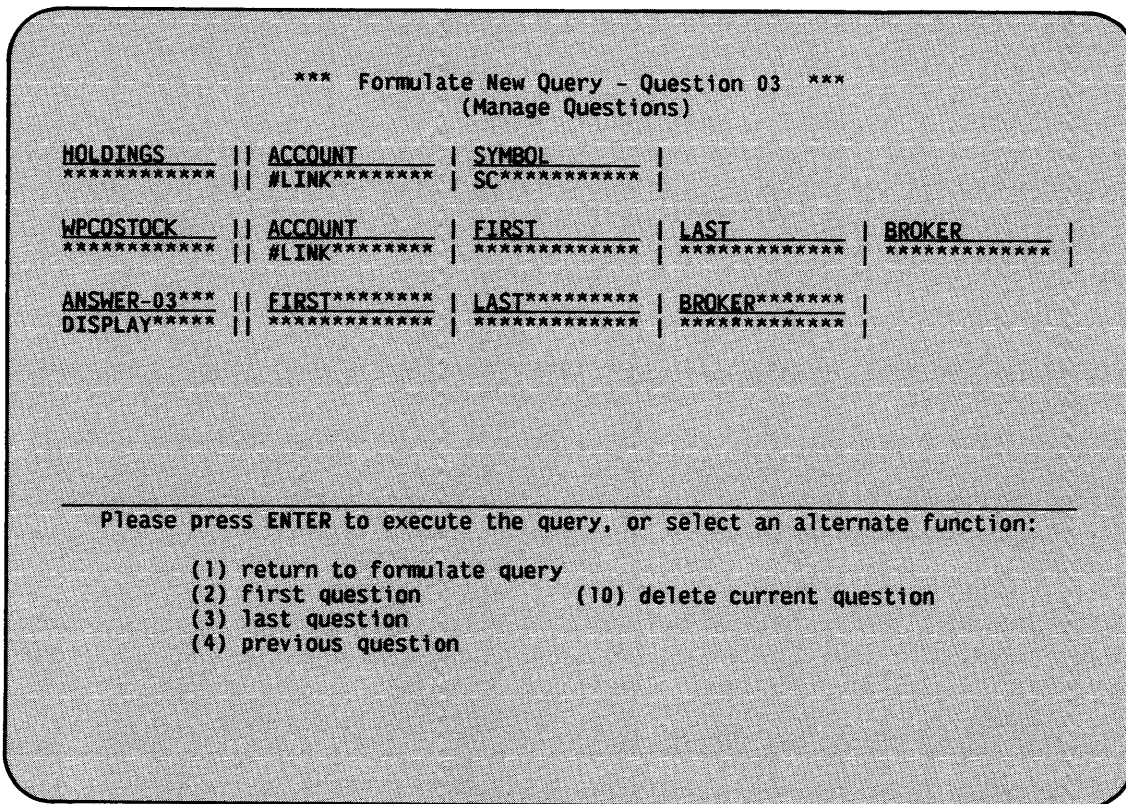 *** Formulate New Query - Question 03 ***
(Manage Questions)
HOLDINGS || ACCOUNT | SYMBOL |
************ || #LINK******** | SC*********** |
WPCOSTOCK || ACCOUNT | FIRST | LAST | BROKER |
************ || #LINK******** | ************* | ************* | ************* |
ANSWER-03*** || FIRST******** | LAST********* | BROKER******* |
DISPLAY***** || ************* | ************* | ************* |
Please press ENTER to execute the query, or select an alternate function:
(1) return to formulate query
(2) first question (10) delete current question
(3) last question
(4) previous question